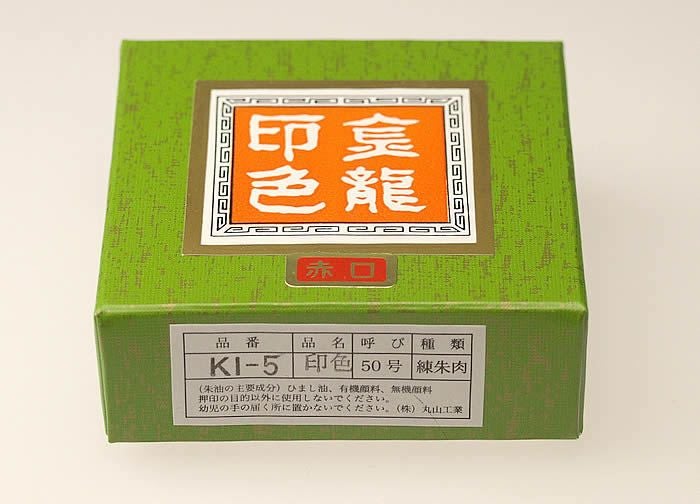 金龍
印色
赤口
品番 品名 呼び 種類
KI-5 印色 50号 練朱肉
(朱油の主要成分) ひまし油、有機顔料、無機顔料
押印の目的以外に使用しないでください。
幼児の手の届く所に置かないでください。(株) 丸山工業